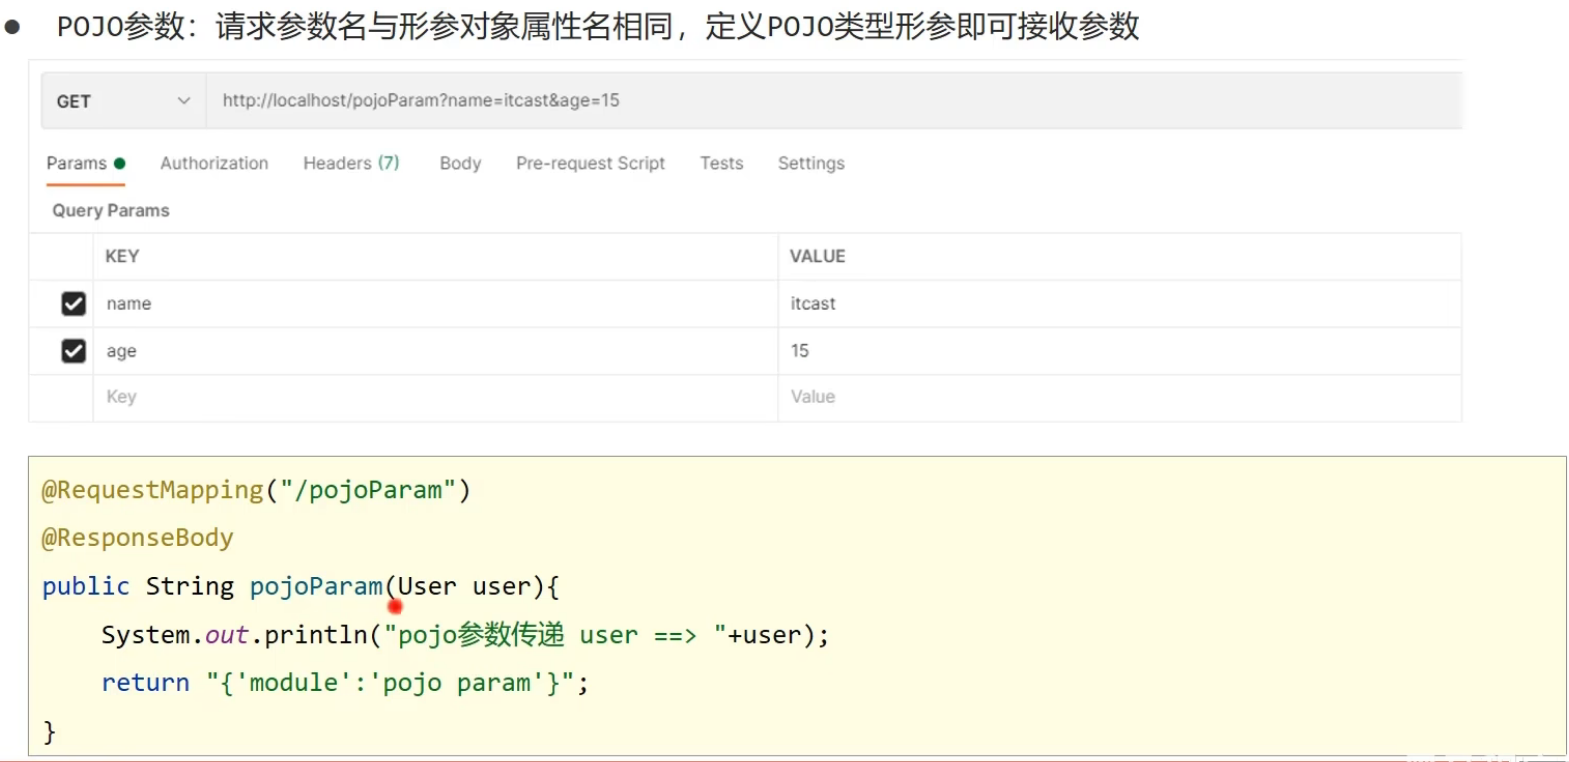 ● POJO参数：请求参数名与形参对象属性名相同，定义POJO类型形参即可接收参数
GET http://localhost/pojoParam?name=itcast&age=15
Params Authorization Headers (7) Body Pre-request Script Tests Settings
Query Params
KEY VALUE
name itcast
age 15
Key Value
@RequestMapping("/pojoParam")
@ResponseBody
public String pojoParam(User user){
System.out.println("pojo参数传递 user ==> "+user);
return "{'module':'pojo param'}";
}